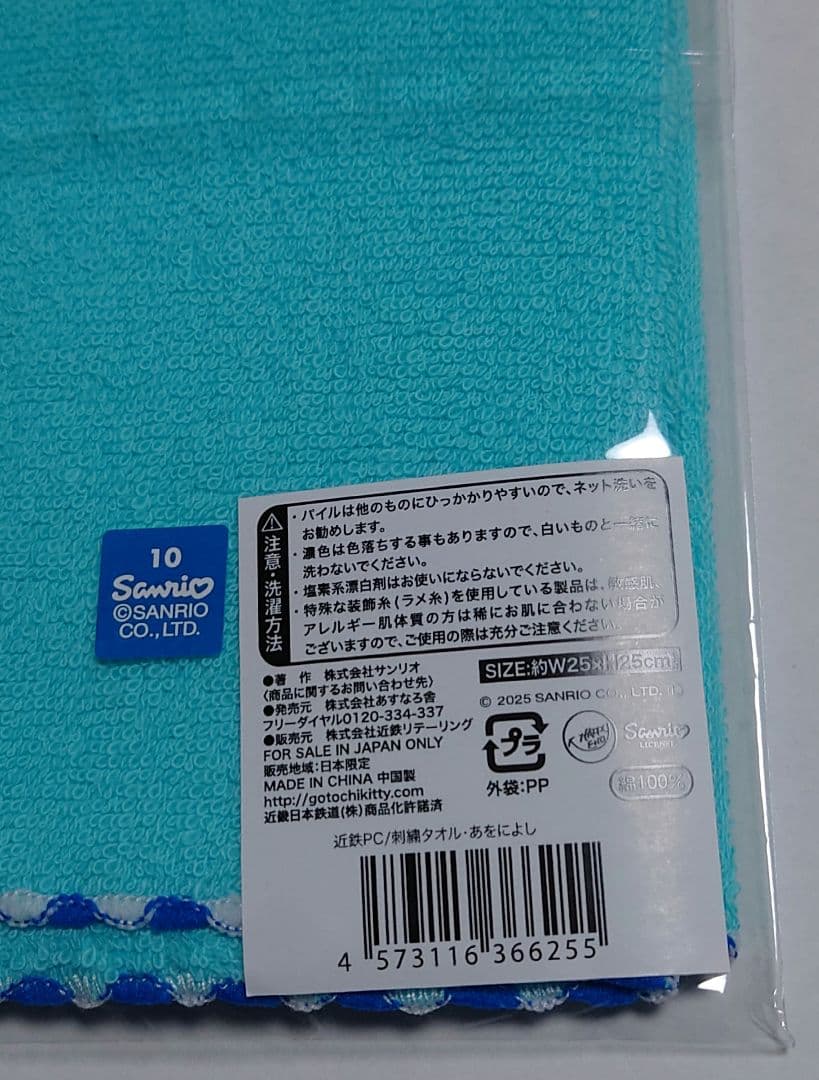 10
Sanrio
©SANRIO
CO.,LTD.
注意・洗濯方法
・パイルは他のものにひっかかりやすいので、ネット洗いを
お勧めします。
・濃色は色落ちする事もありますので、白いものと一緒に
洗わないでください。
・塩素系漂白剤はお使いにならないでください。
・特殊な装飾糸(ラメ糸)を使用している製品は、敏感肌、
アレルギー肌体質の方は稀にお肌に合わない場合が
ございますので、ご使用の際は充分ご注意ください。
●著 作 株式会社サンリオ
〈商品に関するお問い合わせ先〉
●発売元 株式会社あすなろ舎
フリーダイヤル0120-334-337
●販売元 株式会社近鉄リテーリング
FOR SALE IN JAPAN ONLY
販売地域:日本限定
MADE IN CHINA 中国製
http://gotochikitty.com
近畿日本鉄道(株)商品化許諾済
SIZE:約W25×H25cm
© 2025 SANRIO CO., LTD.
プラ
外袋:PP
Sanrio
LICENSE
綿100%
近鉄PC/刺繍タオル・あをによし
4 573116 366255